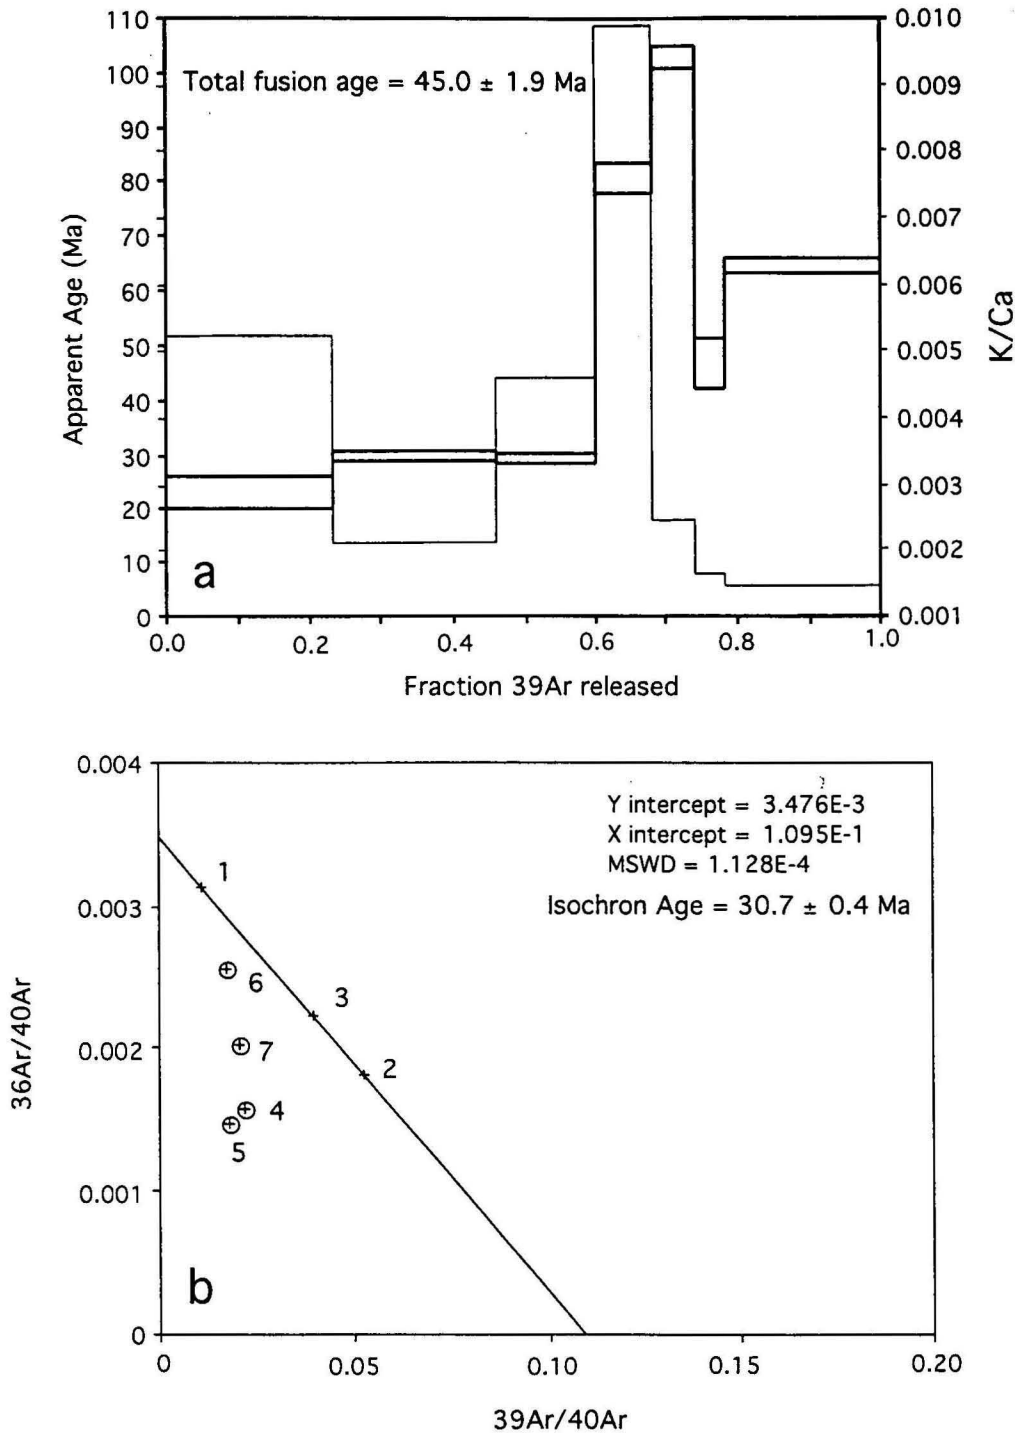 Total fusion age = 45.0 ± 1.9 Ma
110
100
90
80
70
60
50
40
30
20
10
0
Apparent Age (Ma)
0.010
0.009
0.008
0.007
0.006
0.005
0.004
0.003
0.002
0.001
K/Ca
a
0.0 0.2 0.4 0.6 0.8 1.0
Fraction 39Ar released
0.004
0.003
0.002
0.001
0
36Ar/40Ar
Y intercept = 3.476E-3
X intercept = 1.095E-1
MSWD = 1.128E-4
Isochron Age = 30.7 ± 0.4 Ma
1
6
3
7
2
4
5
b
0 0.05 0.10 0.15 0.20
39Ar/40Ar